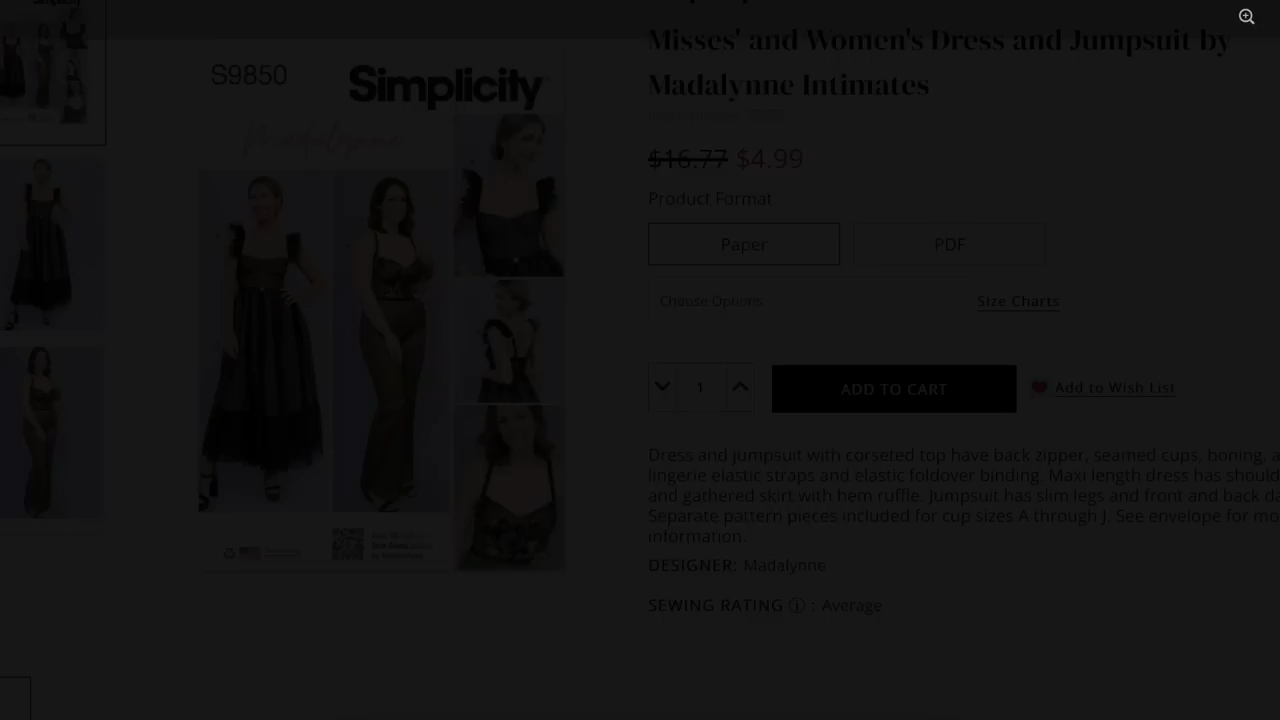 Misses' and Women's Dress and Jumpsuit by
Madalynne Intimates
$16.77 $4.99
Product Format
Paper
PDF
Choose Options
Size Charts
1
ADD TO CART
Add to Wish List
Dress and jumpsuit with corseted top have back zipper, seamed cups, boning,
lingerie elastic straps and elastic foldover binding. Maxi length dress has
and gathered skirt with hem ruffle. Jumpsuit has slim legs and front and back
Separate pattern pieces included for cup sizes A through J. See envelope for
information.
DESIGNER: Madalynne
SEWING RATING ⓘ : Average
S9850
Simplicity
Madalynne